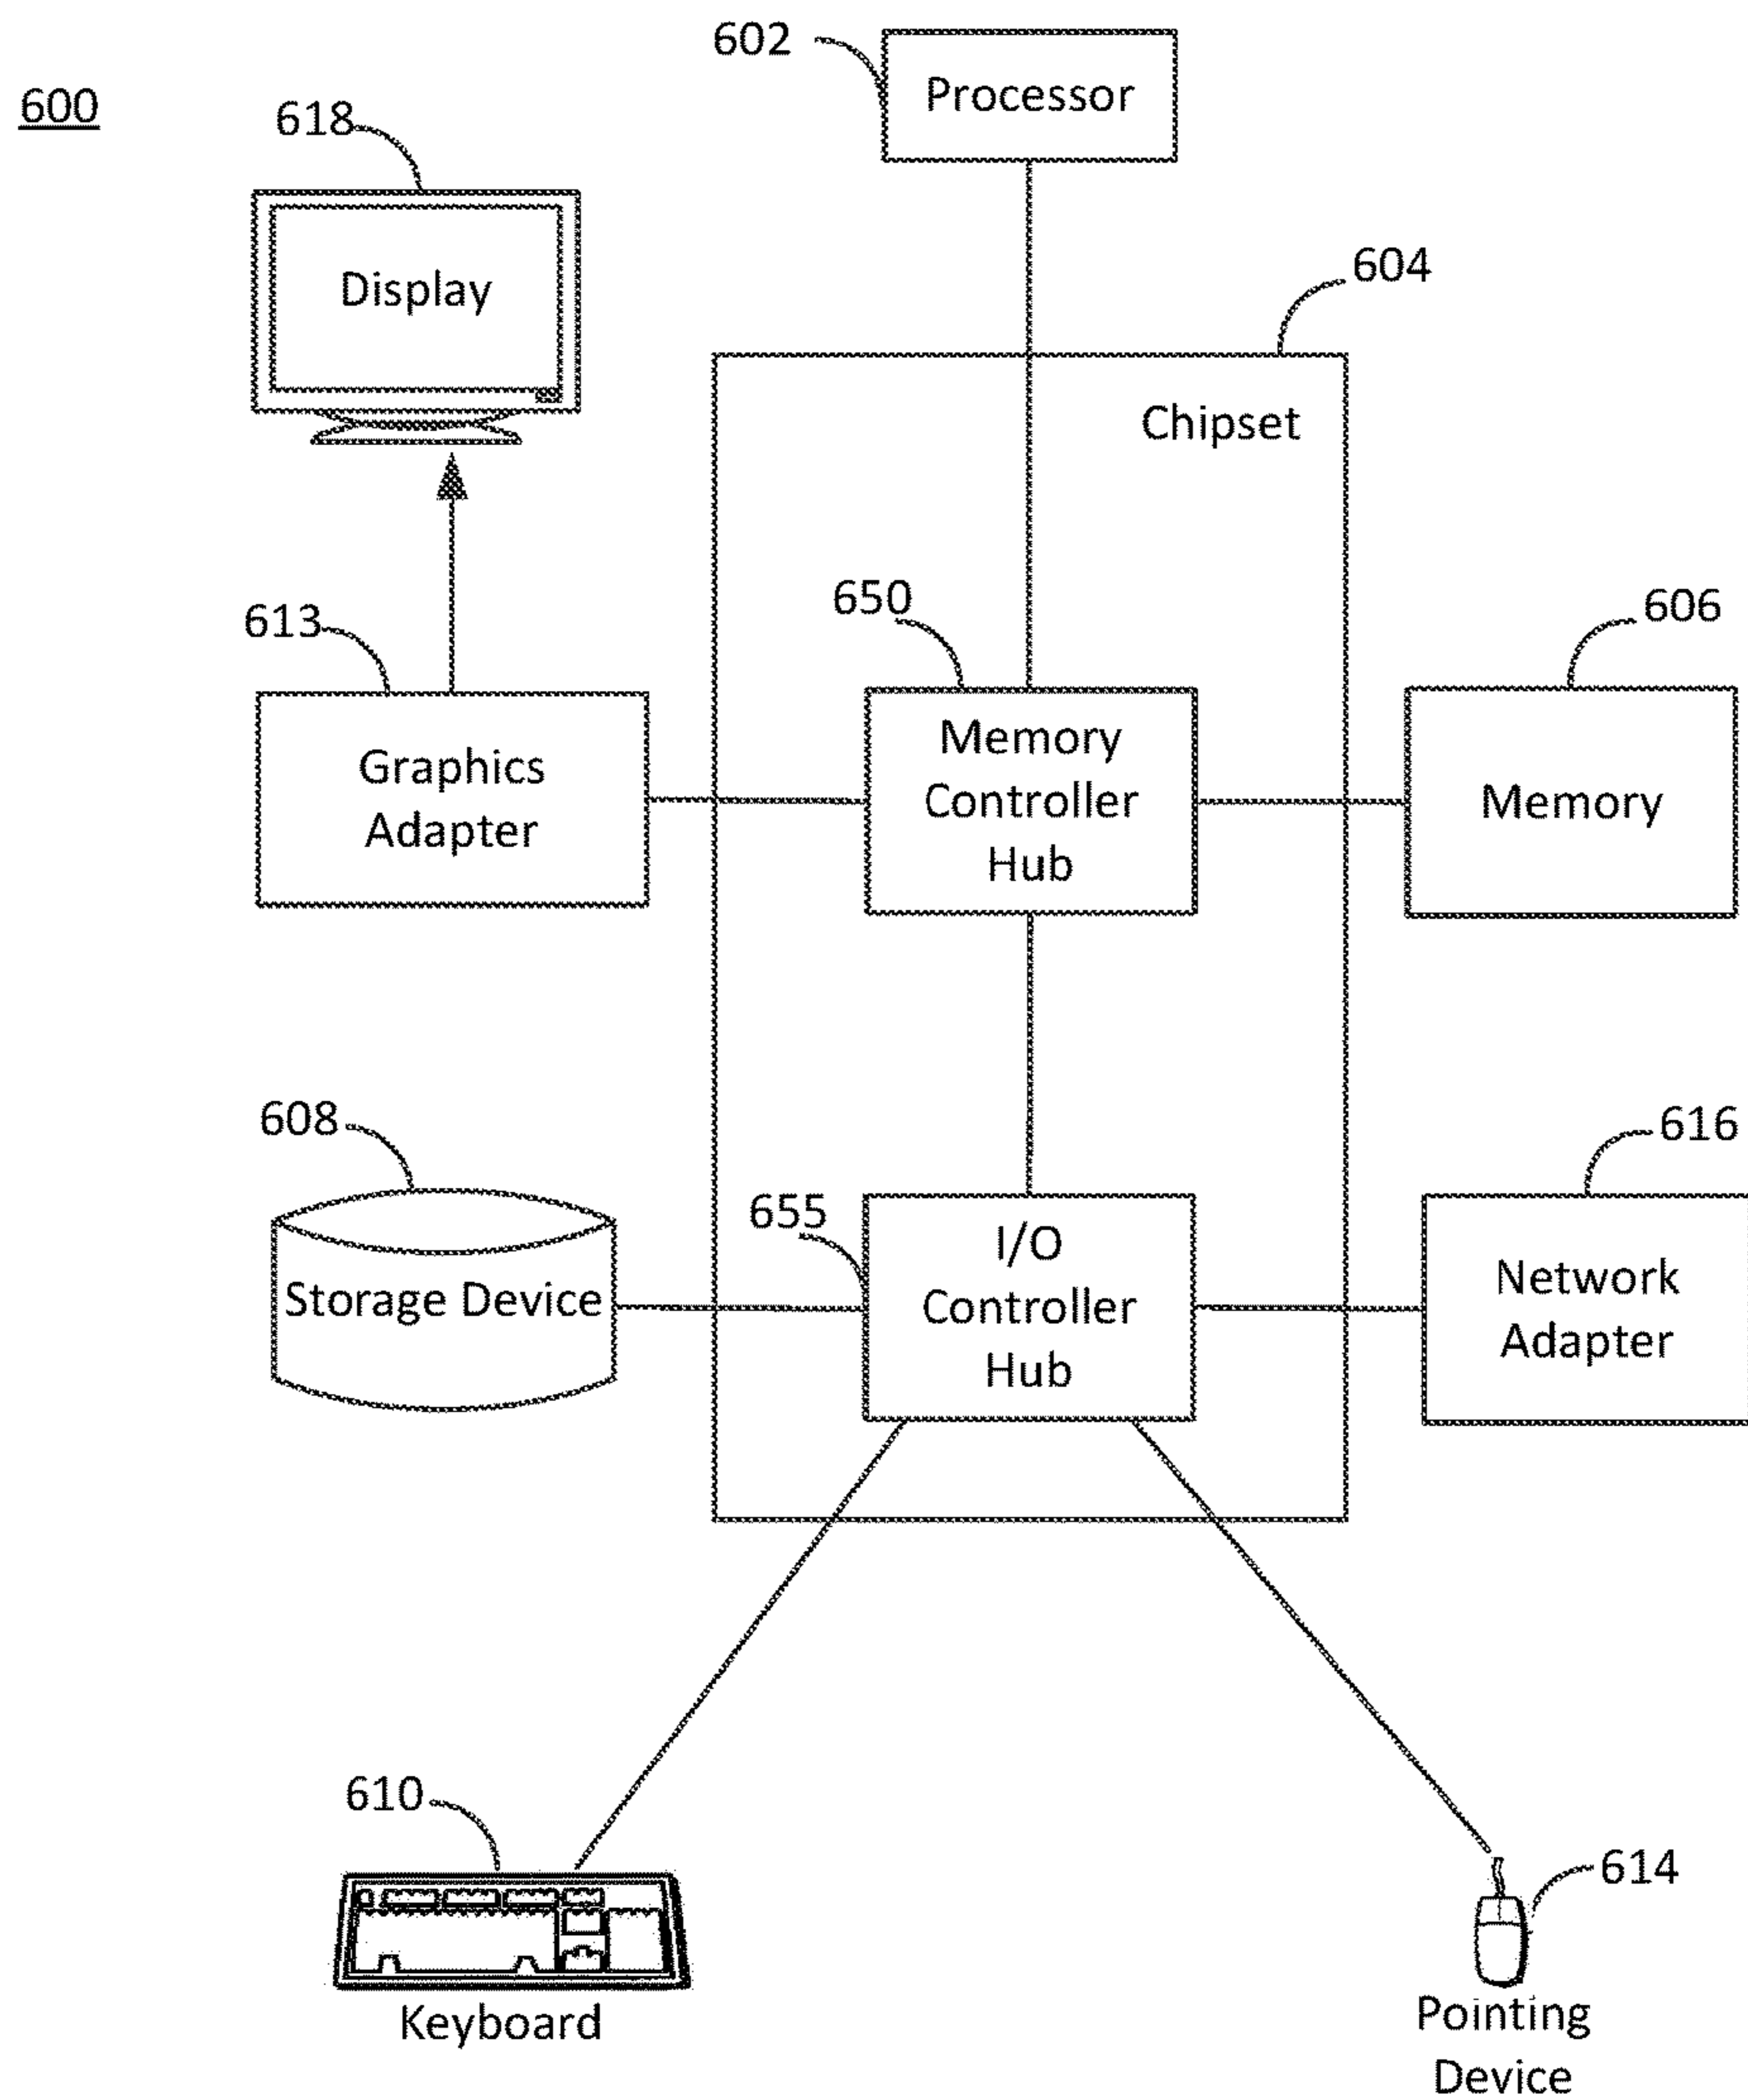 602
Processor
600
618
Display
604
Chipset
650
606
613
Memory
Controller
Hub
Graphics
Adapter
Memory
608
616
655
I/O
Controller
Hub
Storage Device
Network
Adapter
610
614
Keyboard
Pointing
Device